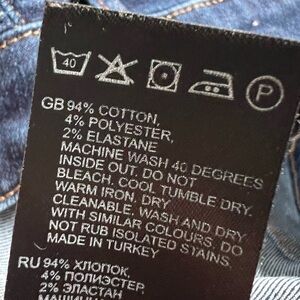 40
P
GB 94% COTTON,
4% POLYESTER,
2% ELASTANE
MACHINE WASH 40 DEGREES
INSIDE OUT. DO NOT
BLEACH. COOL TUMBLE DRY.
WARM IRON. DRY
CLEANABLE. WASH AND DRY
WITH SIMILAR COLOURS. DO
NOT RUB ISOLATED STAINS.
MADE IN TURKEY
RU 94% ХЛОПОК,
4% ПОЛИЭСТЕР,
2% ЭЛАСТАН